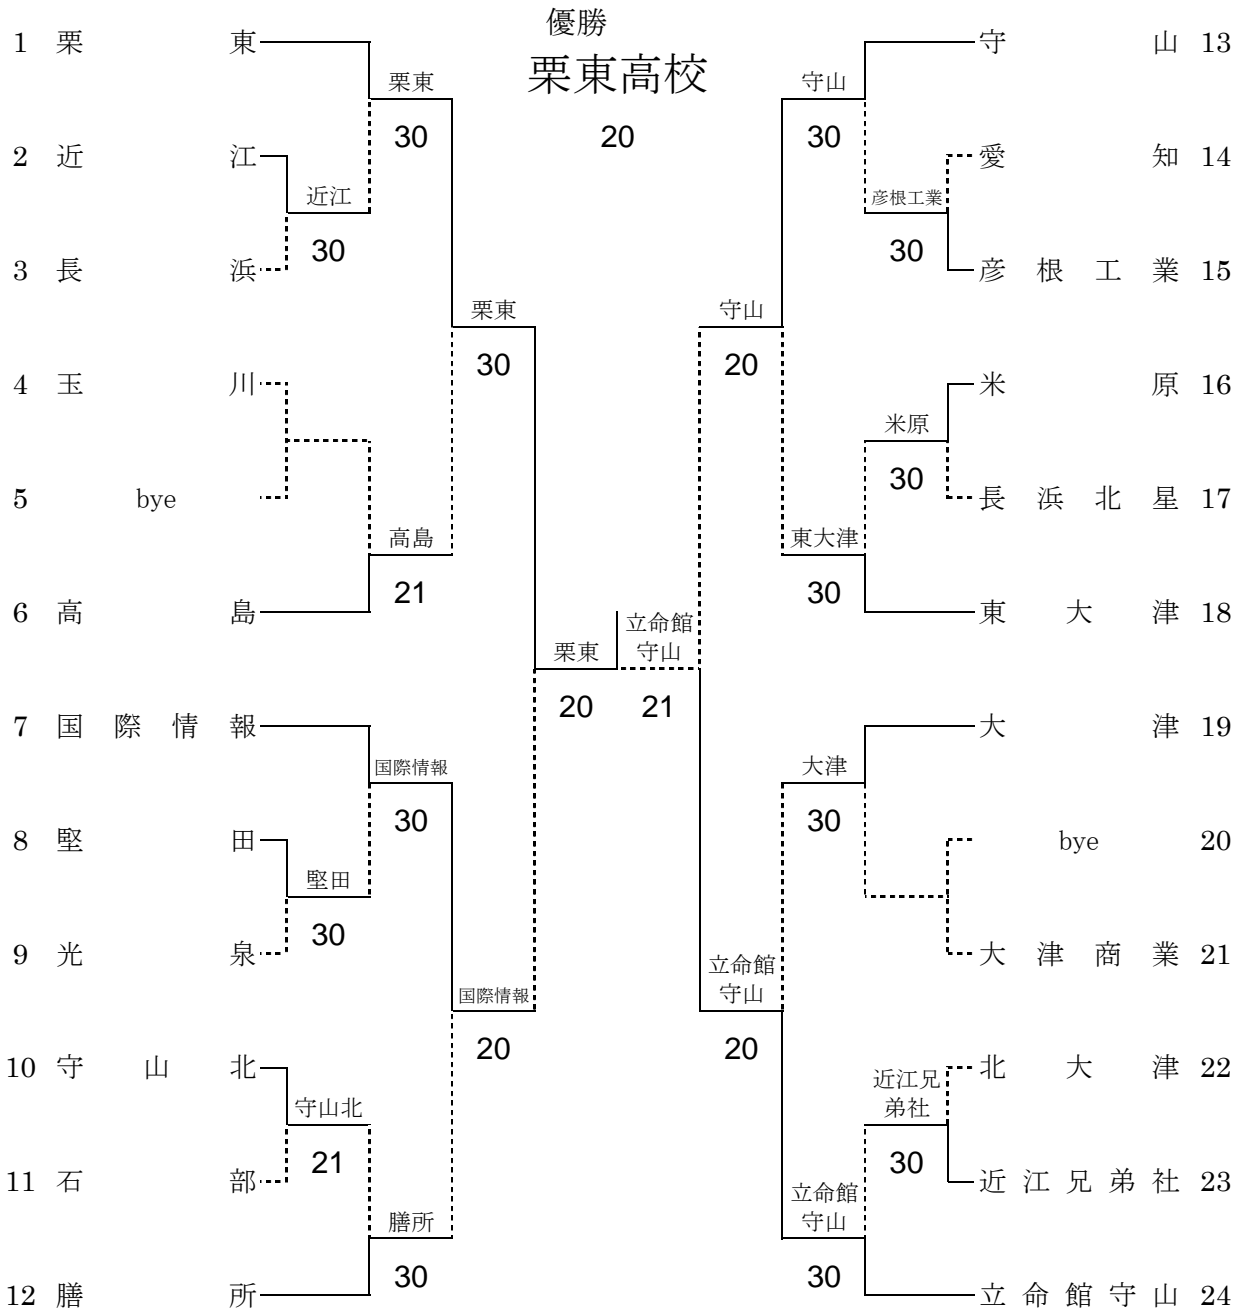 優勝
栗東高校
20
1 栗東
2 近江
3 長浜
4 玉川
5 bye
6 高島
7 国際情報
8 堅田
9 光泉
10 守山北
11 石部
12 膳所
近江
30
堅田
30
守山北
21
栗東
30
高島
21
国際情報
30
膳所
30
栗東
30
国際情報
20
栗東
20
立命館
守山
21
守山
20
立命館
守山
20
守山
30
東大津
30
大津
30
立命館
守山
30
彦根工業
30
米原
30
近江兄
弟社
30
守山 13
愛知 14
彦根工業 15
米原 16
長浜北星 17
東大津 18
大津 19
bye 20
大津商業 21
北大津 22
近江兄弟社 23
立命館守山 24